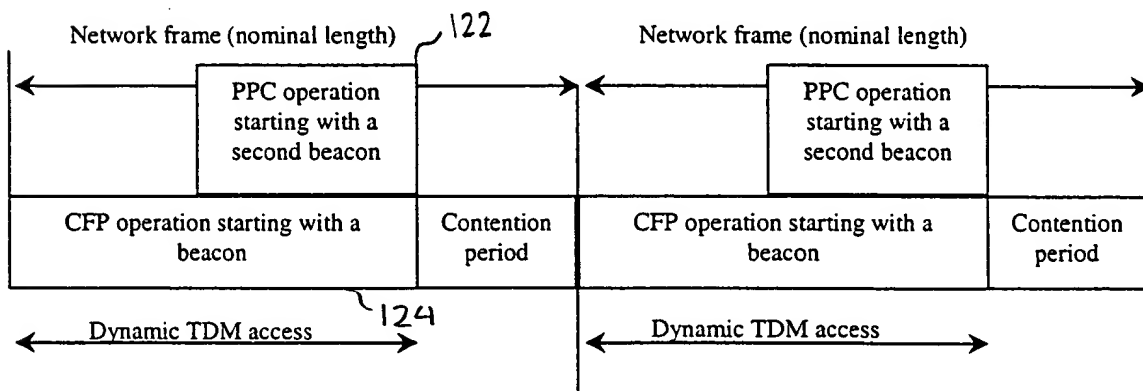 Network frame (nominal length)
122
Network frame (nominal length)
PPC operation
starting with a
second beacon
PPC operation
starting with a
second beacon
CFP operation starting with a
beacon
Contention
period
CFP operation starting with a
beacon
Contention
period
124
Dynamic TDM access
Dynamic TDM access